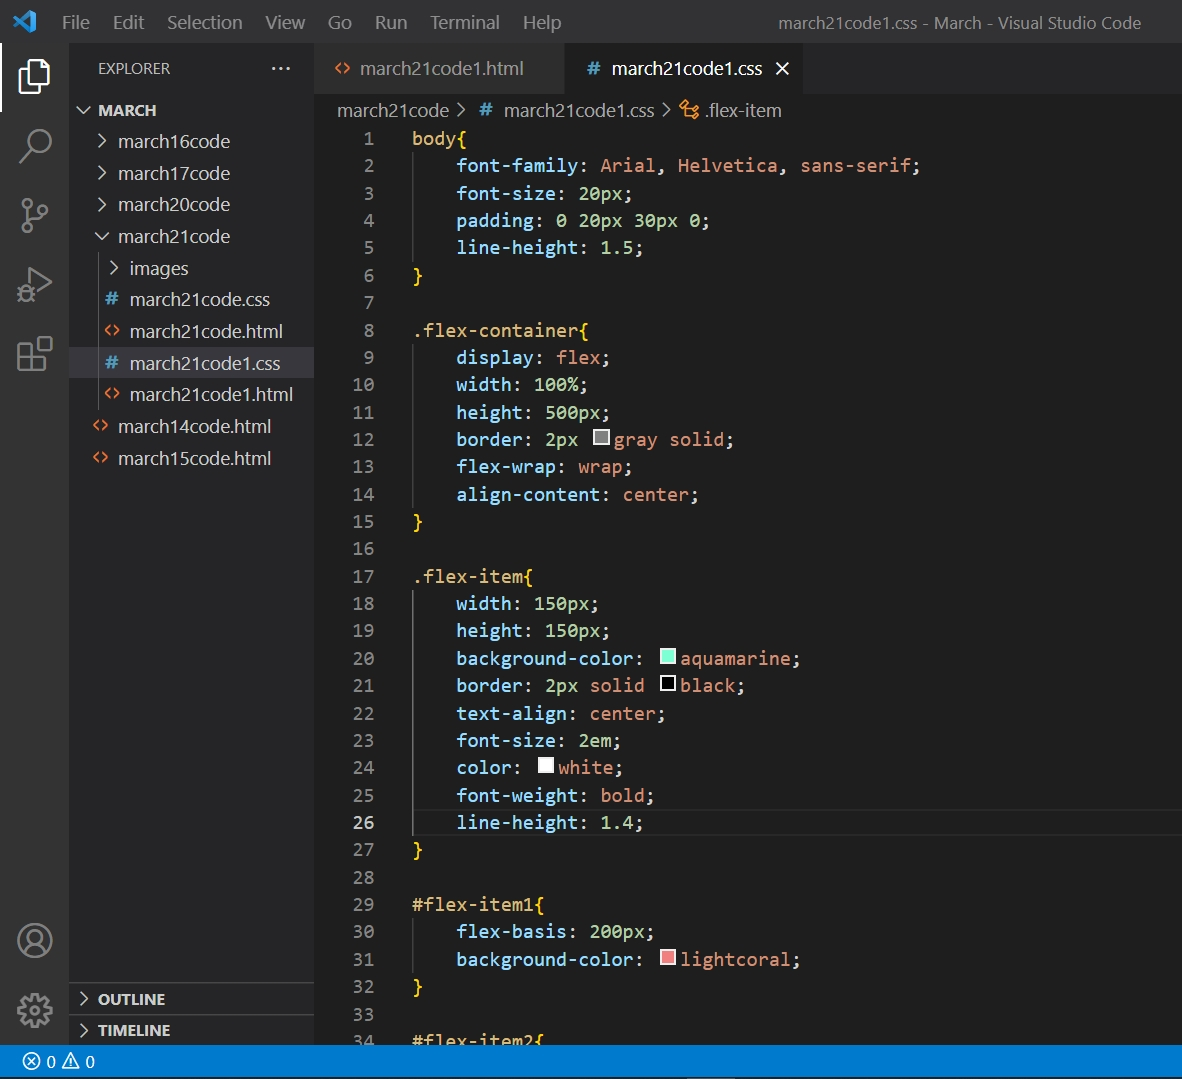 File Edit Selection View Go Run Terminal Help march21code1.css - March - Visual Studio Code
EXPLORER ···
MARCH
march16code
march17code
march20code
march21code
images
# march21code.css
<> march21code.html
# march21code1.css
<> march21code1.html
<> march14code.html
<> march15code.html
OUTLINE
TIMELINE
<> march21code1.html # march21code1.css ×
march21code > # march21code1.css > .flex-item
1 body{
2 font-family: Arial, Helvetica, sans-serif;
3 font-size: 20px;
4 padding: 0 20px 30px 0;
5 line-height: 1.5;
6 }
7
8 .flex-container{
9 display: flex;
10 width: 100%;
11 height: 500px;
12 border: 2px gray solid;
13 flex-wrap: wrap;
14 align-content: center;
15 }
16
17 .flex-item{
18 width: 150px;
19 height: 150px;
20 background-color: aquamarine;
21 border: 2px solid black;
22 text-align: center;
23 font-size: 2em;
24 color: white;
25 font-weight: bold;
26 line-height: 1.4;
27 }
28
29 #flex-item1{
30 flex-basis: 200px;
31 background-color: lightcoral;
32 }
33
34 #flex-item2{
0 0